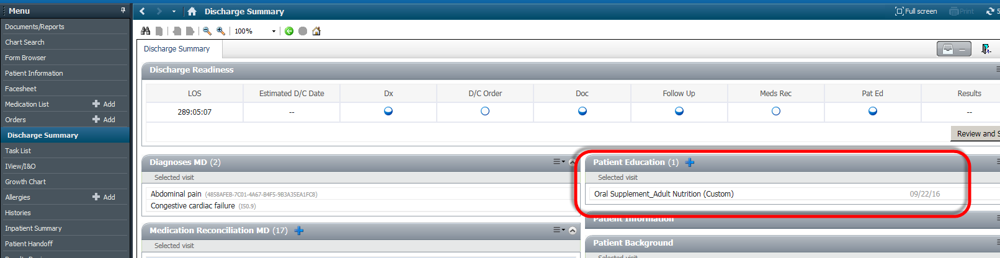 Menu
Documents/Reports
Chart Search
Form Browser
Patient Information
Facesheet
Medication List Add
Orders Add
Discharge Summary
Task List
IView/I&O
Growth Chart
Allergies Add
Histories
Inpatient Summary
Patient Handoff
Discharge Summary
Full screen
Print
5
100%
Discharge Summary
Discharge Readiness
LOS Estimated D/C Date Dx D/C Order Doc Follow Up Meds Rec Pat Ed Results
289:05:07 -- --
Review and S
Diagnoses MD (2)
Selected visit
Abdominal pain (4858AFEB-7C01-4A67-B4F5-9B3A35EA1FC8)
Congestive cardiac failure (I50.9)
Medication Reconciliation MD (17)
Selected visit
Patient Education (1)
Selected visit
Oral Supplement_Adult Nutrition (Custom) 09/22/16
Patient Information
Patient Background